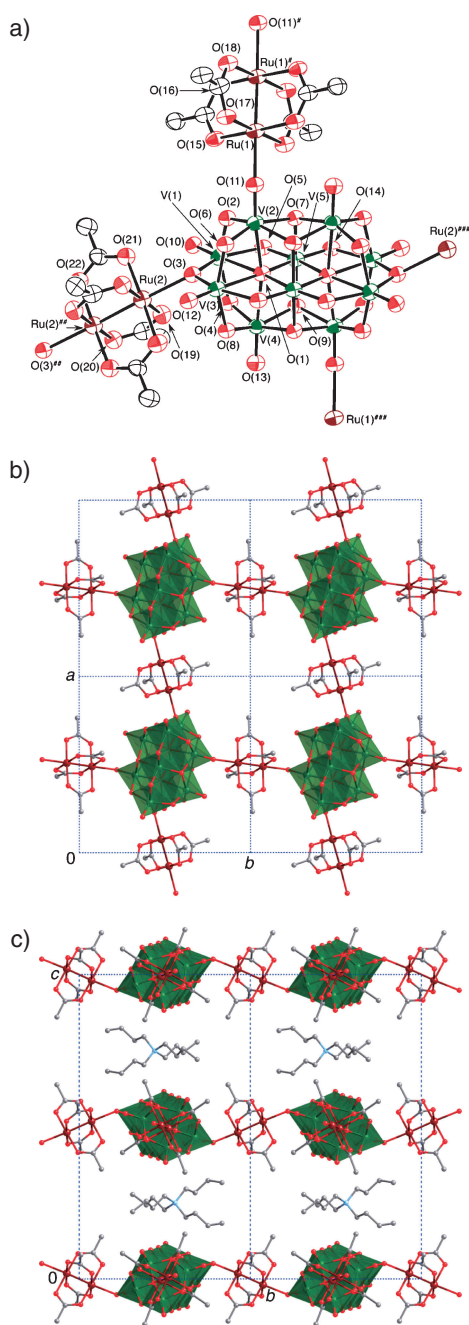 a)
O(11)#
O(18)
Ru(1)#
O(16)
O(17)
O(15)
Ru(1)
O(11)
O(5)
V(1)
O(2)
O(7)
V(5)
O(6)
V(2)
O(14)
O(10)
Ru(2)###
O(21)
O(3)
O(22)
Ru(2)
V(3)
Ru(2)##
O(12)
O(4)
O(9)
O(19)
O(8)
V(4)
O(1)
O(3)##
O(20)
O(13)
Ru(1)###
b)
a
0
b
c)
c
0
b